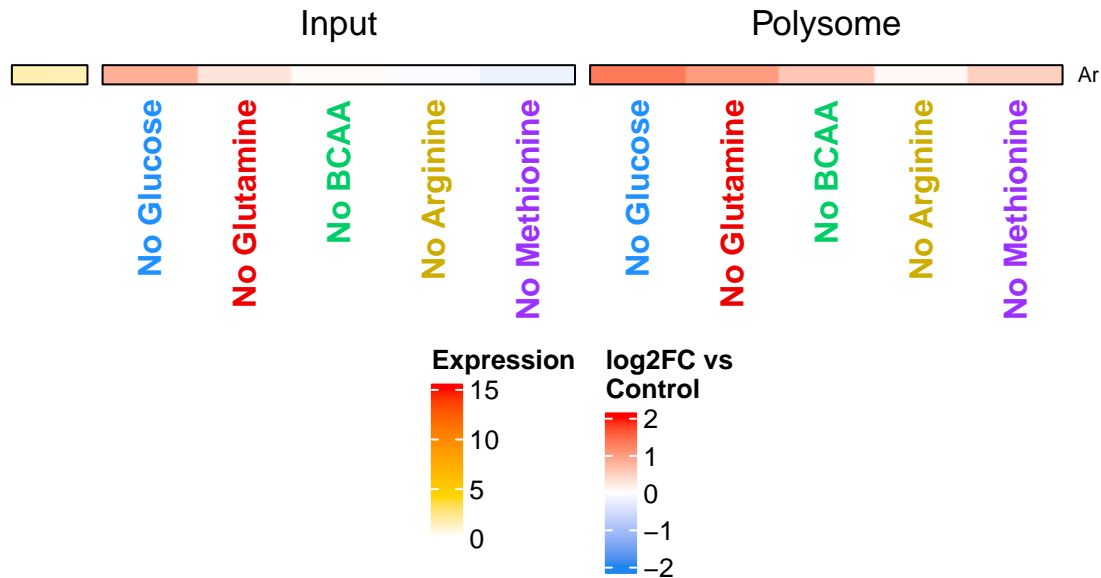 Input
Polysome
Ar
No Glucose
No Glutamine
No BCAA
No Arginine
No Methionine
No Glucose
No Glutamine
No BCAA
No Arginine
No Methionine
Expression
15
10
5
0
log2FC vs
Control
2
1
0
−1
−2